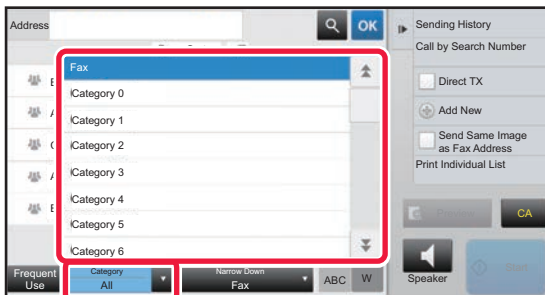 Address
OK
Fax
Category 0
Category 1
Category 2
Category 3
Category 4
Category 5
Category 6
Frequent
Use
Category
All
Narrow Down
Fax
ABC
W
Sending History
Call by Search Number
Direct TX
Add New
Send Same Image
as Fax Address
Print Individual List
Preview
CA
Speaker
Start